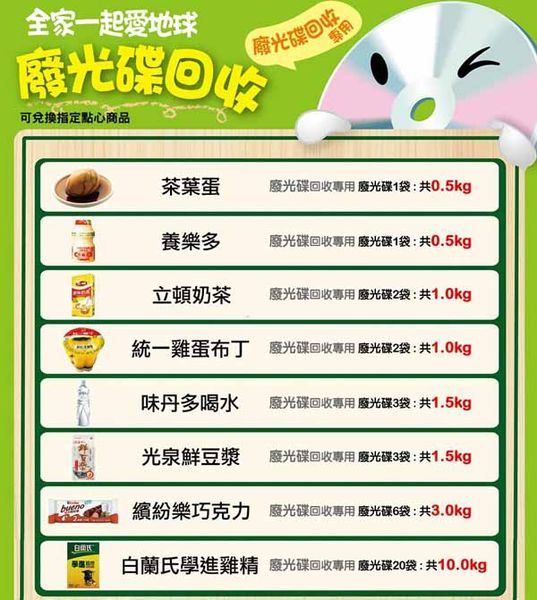 全家一起愛地球
廢光碟回收
可兌換指定點心商品
廢光碟回收
專用
茶葉蛋 廢光碟回收專用 廢光碟1袋：共0.5kg
養樂多 廢光碟回收專用 廢光碟1袋：共0.5kg
立頓奶茶 廢光碟回收專用 廢光碟2袋：共1.0kg
統一雞蛋布丁 廢光碟回收專用 廢光碟2袋：共1.0kg
味丹多喝水 廢光碟回收專用 廢光碟3袋：共1.5kg
光泉鮮豆漿 廢光碟回收專用 廢光碟3袋：共1.5kg
bueno
繽紛樂巧克力 廢光碟回收專用 廢光碟6袋：共3.0kg
白蘭氏
白蘭氏學進雞精 廢光碟回收專用 廢光碟20袋：共10.0kg